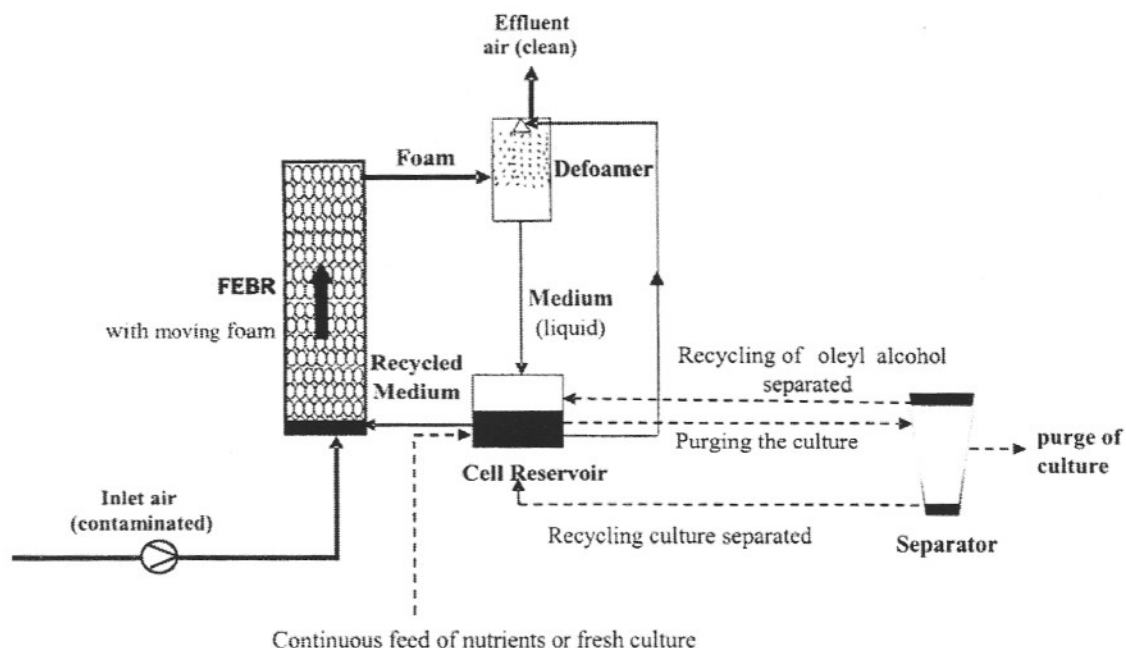 Effluent
air (clean)
Foam
Defoamer
FEBR
with moving foam
Medium
(liquid)
Recycled
Medium
Recycling of oleyl alcohol
separated
Purging the culture
purge of
culture
Cell Reservoir
Inlet air
(contaminated)
Recycling culture separated
Separator
Continuous feed of nutrients or fresh culture